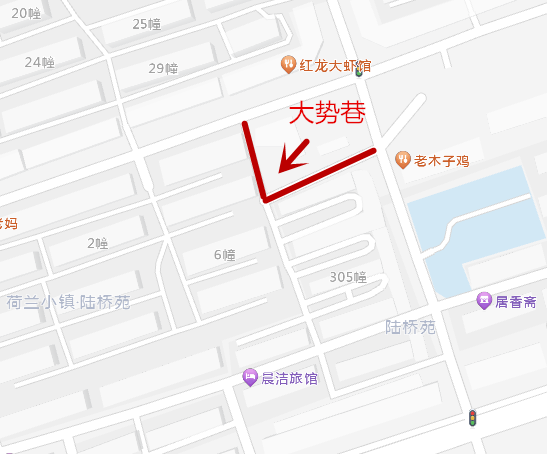 20幢
25幢
24幢
29幢
红龙大虾馆
大势巷
老木子鸡
妈
2幢
6幢
305幢
荷兰小镇·陆桥苑
陆桥苑
居香斋
晨洁旅馆